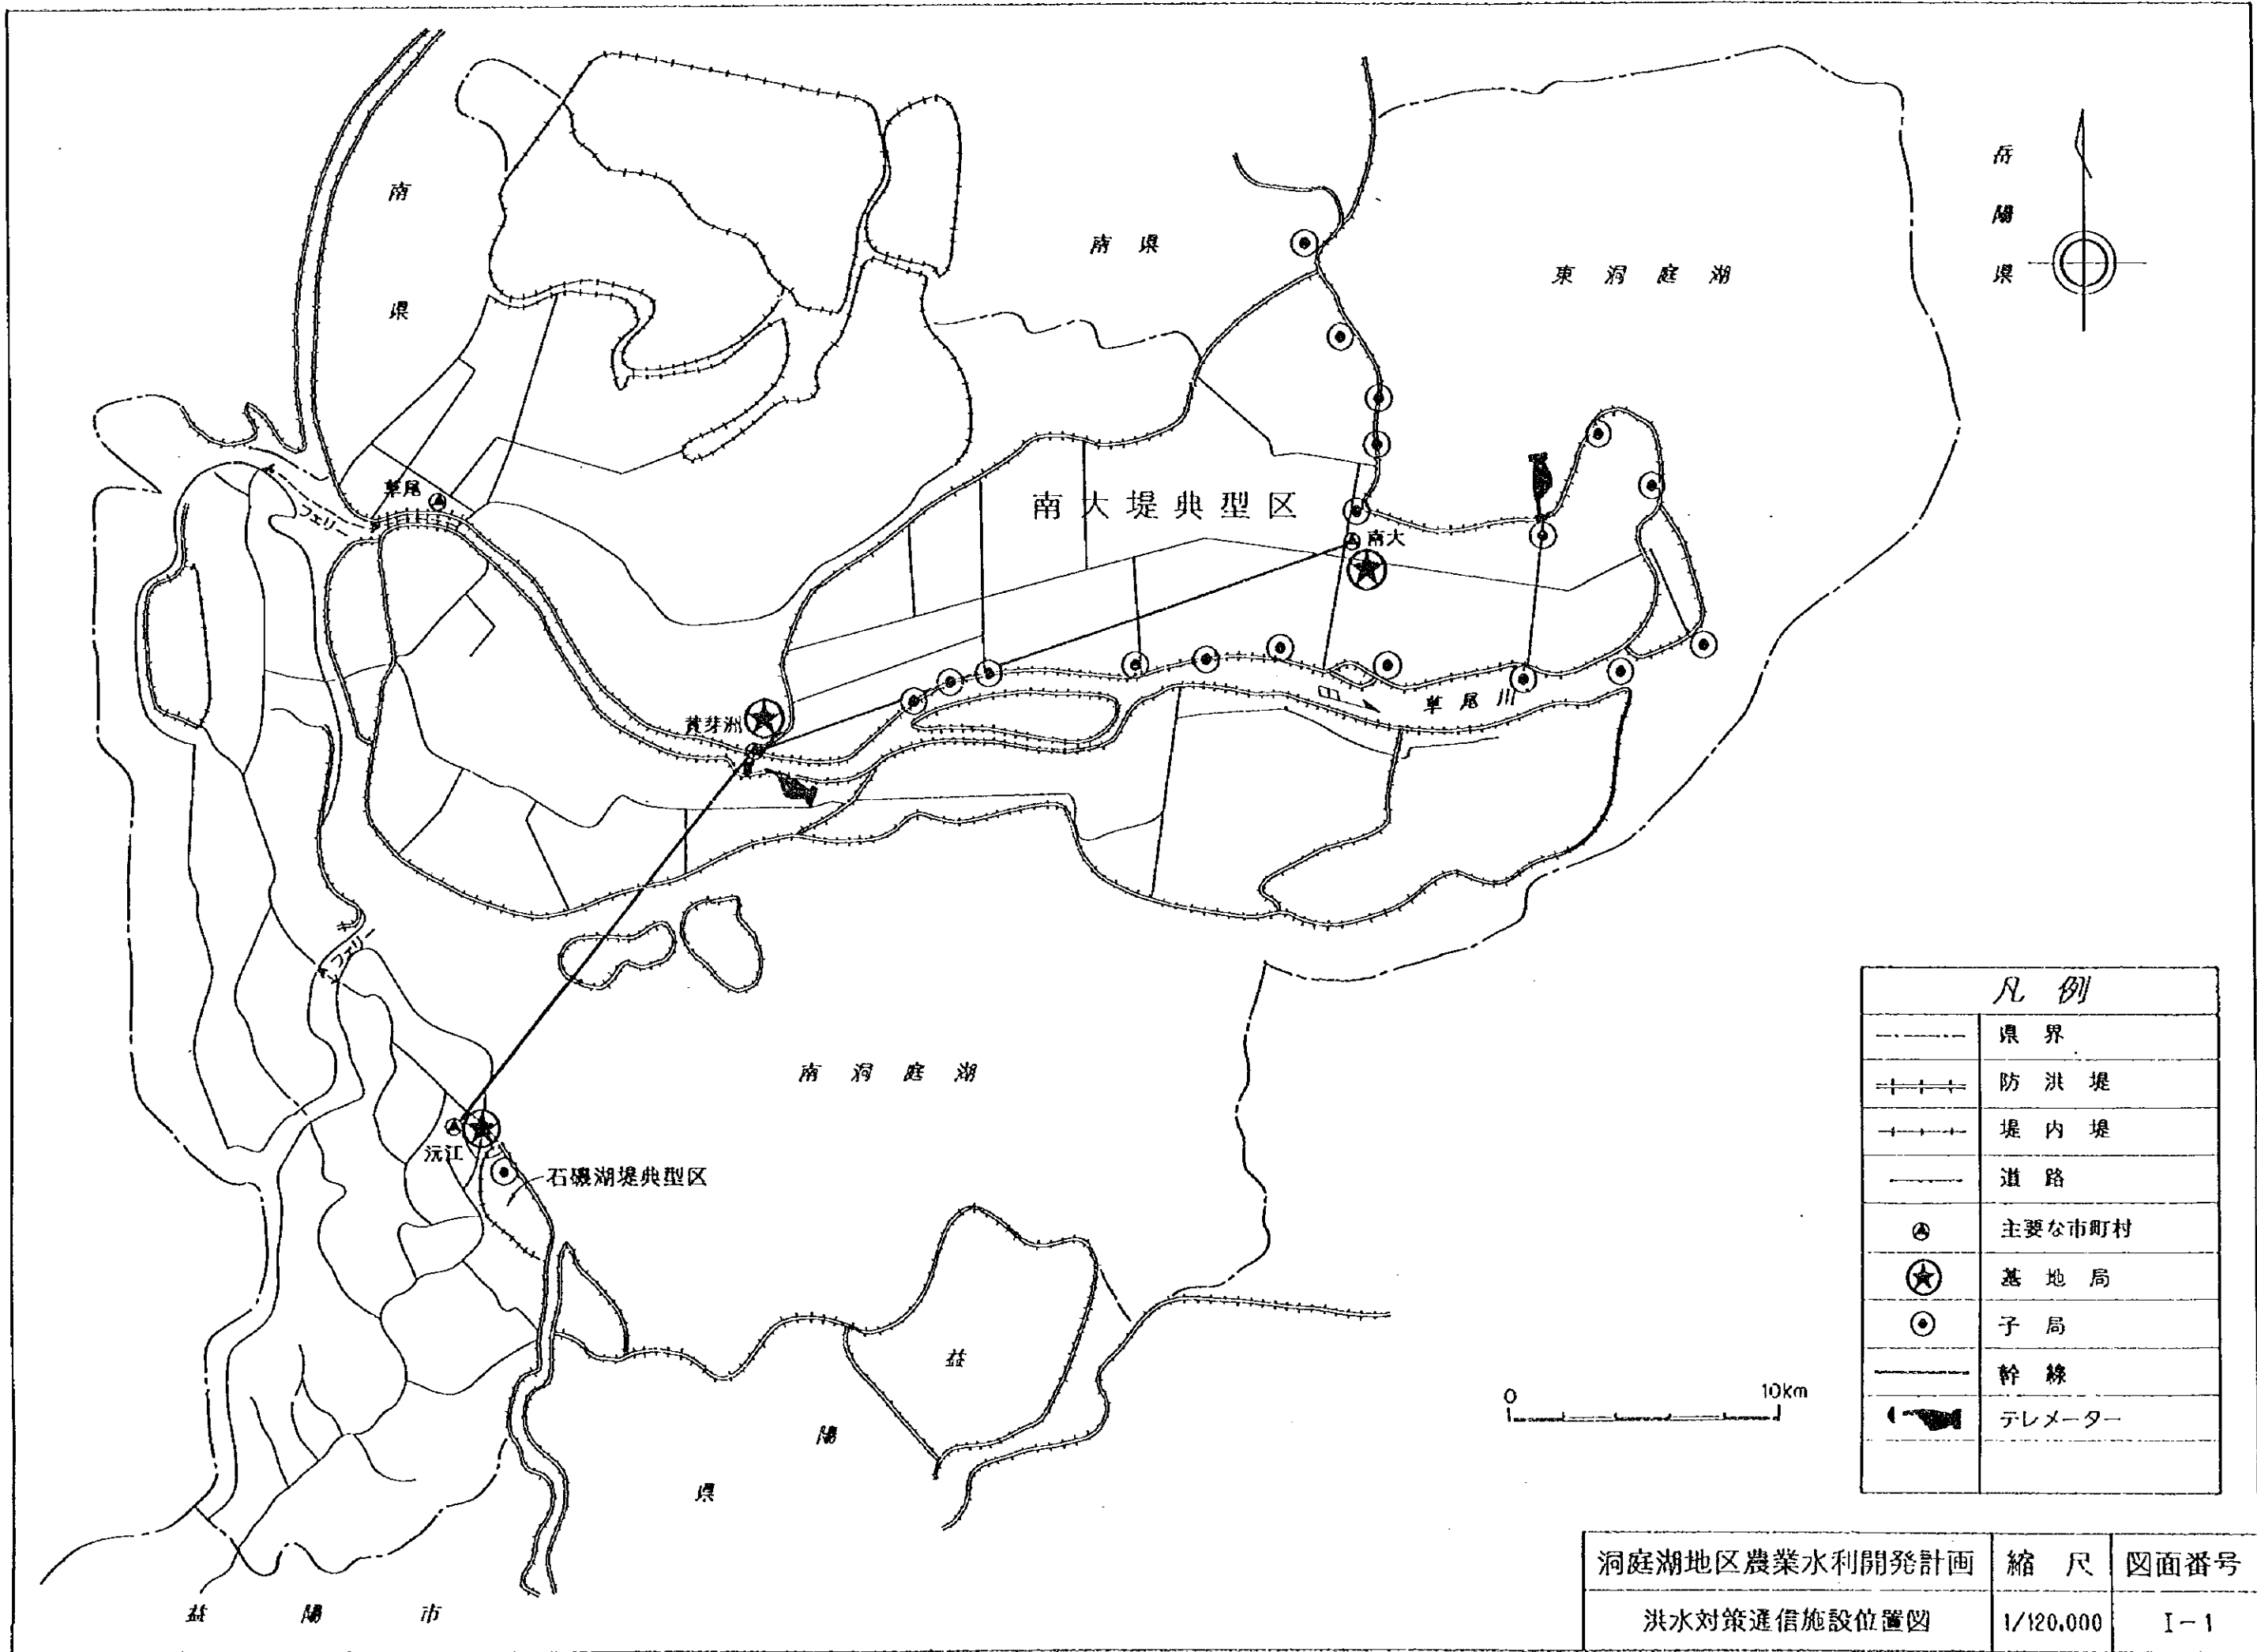 南県
南県
岳陽県
東洞庭湖
草尾
フェリー
南大堤典型区
南大
草尾川
黄芽洲
フェリー
南洞庭湖
沅江
石磯湖堤典型区
益陽県
益陽市
0 10km
凡例
県界
防洪堤
堤内堤
道路
主要な市町村
基地局
子局
幹線
テレメーター
洞庭湖地区農業水利開発計画 縮尺 図面番号
洪水対策通信施設位置図 1/120,000 I-1